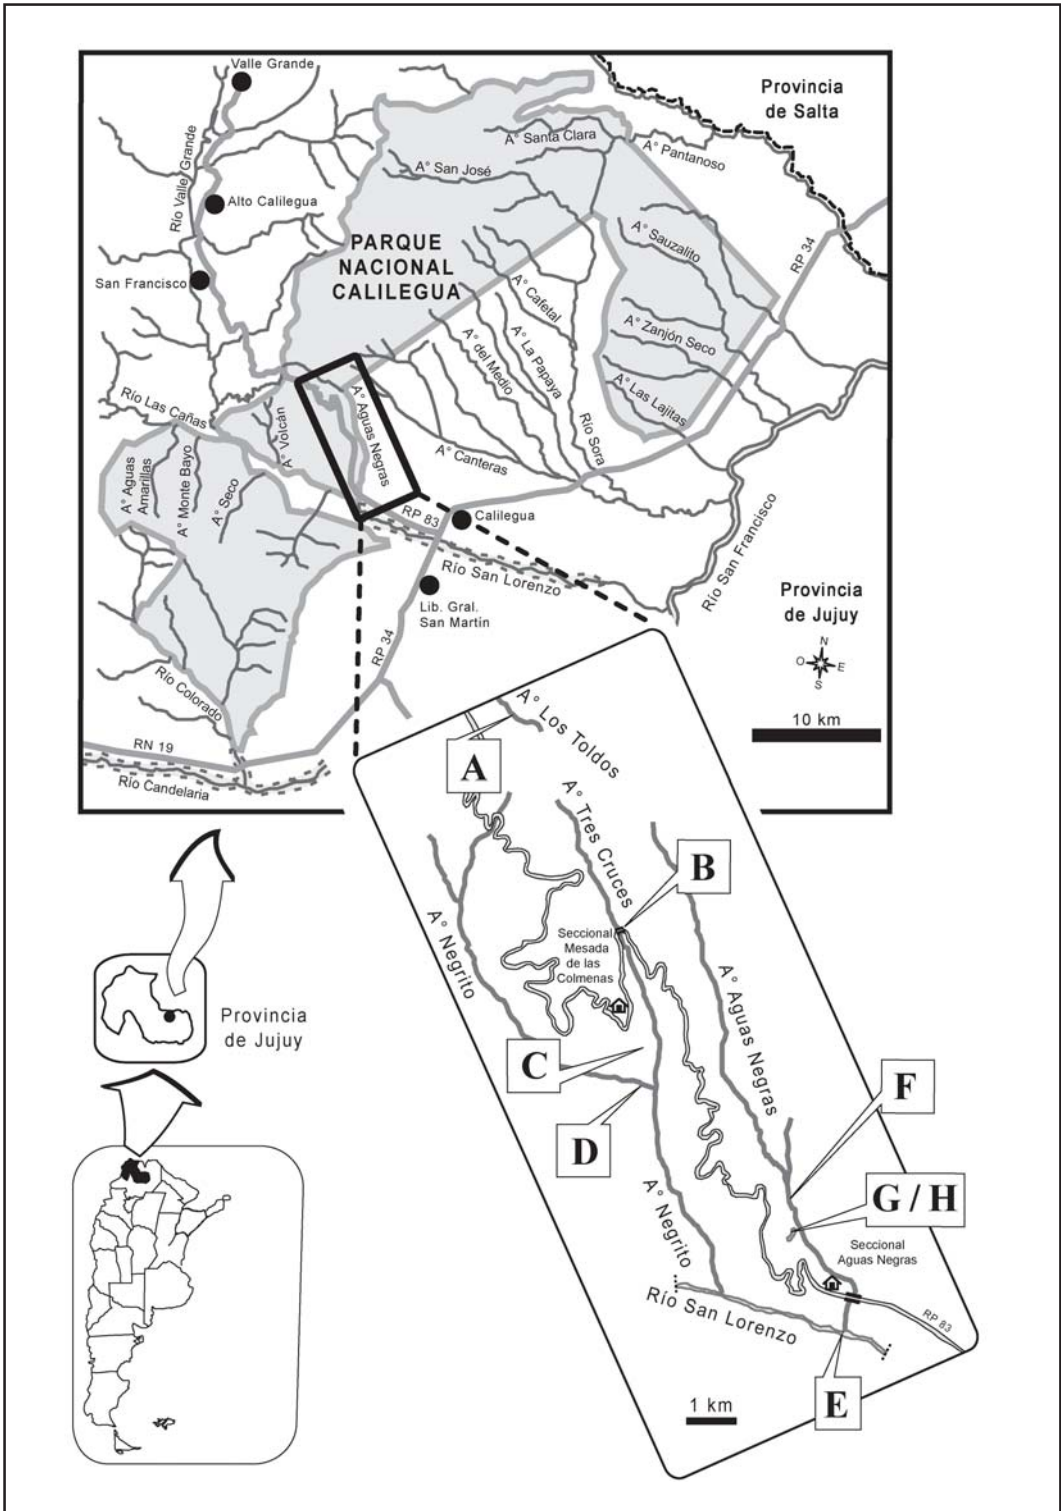 Valle Grande
Provincia
de Salta
A° Santa Clara
A° Pantanoso
A° San José
Río Valle Grande
Alto Calilegua
PARQUE
NACIONAL
CALILEGUA
A° Sauzalito
RP 34
San Francisco
A° Cafetal
A° Zanjón Seco
A° La Papaya
A° del Medio
A° Las Lajitas
Río Las Cañas
A° Volcán
A° Aguas Negras
Río Sora
A° Canteras
A° Aguas
Amarillas
A° Monte Bayo
A° Seco
RP 83
Calilegua
Río San Francisco
Río San Lorenzo
Lib. Gral.
San Martín
Provincia
de Jujuy
N
O
E
S
RP 34
Río Colorado
10 km
RN 19
Río Candelaria
A° Los Toldos
A
A° Tres Cruces
B
A° Negrito
Seccional
Mesada
de las
Colmenas
A° Aguas Negras
Provincia
de Jujuy
C
F
D
G / H
A° Negrito
Seccional
Aguas Negras
Río San Lorenzo
RP 83
E
1 km